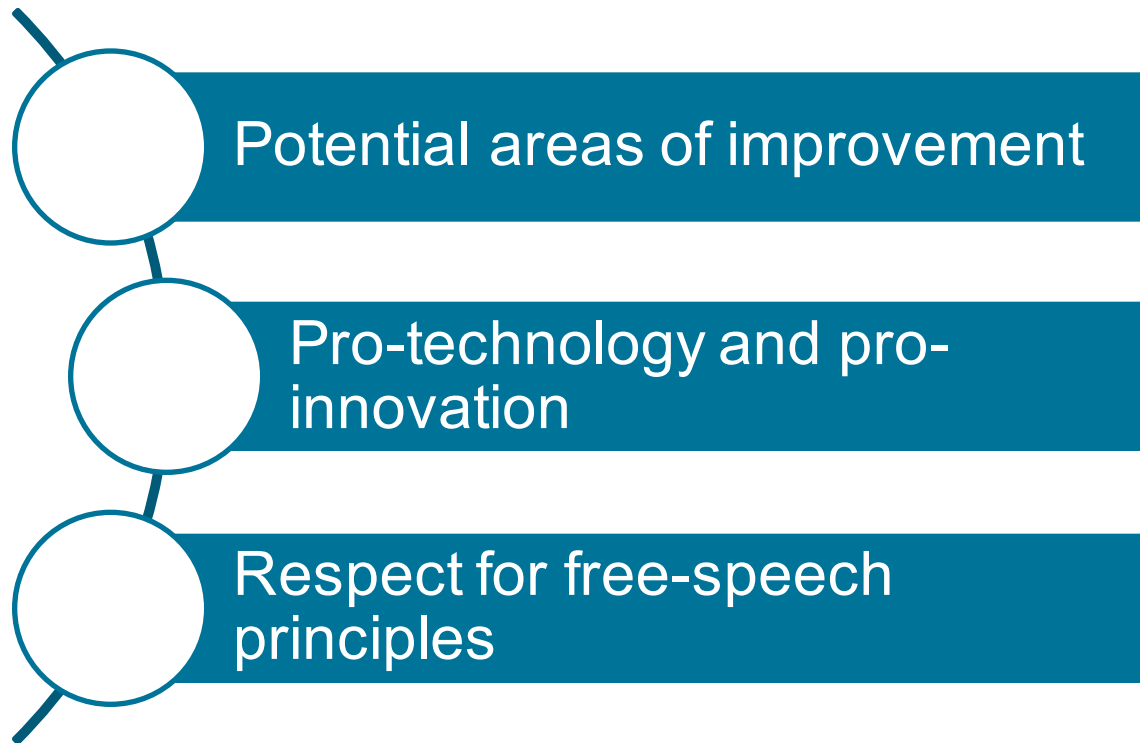 Potential areas of improvement
Pro-technology and pro-
innovation
Respect for free-speech
principles